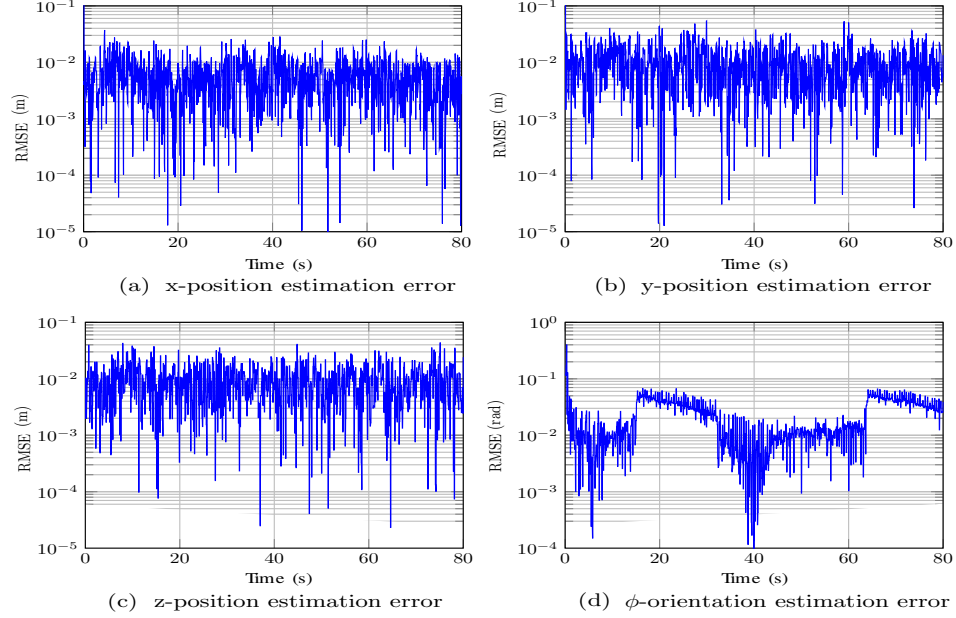 10⁻¹
10⁻²
10⁻³
10⁻⁴
10⁻⁵
RMSE (m)
0 20 40 60 80
Time (s)
(a) x-position estimation error
10⁻¹
10⁻²
10⁻³
10⁻⁴
10⁻⁵
RMSE (m)
0 20 40 60 80
Time (s)
(b) y-position estimation error
10⁻¹
10⁻²
10⁻³
10⁻⁴
10⁻⁵
RMSE (m)
0 20 40 60 80
Time (s)
(c) z-position estimation error
10⁰
10⁻¹
10⁻²
10⁻³
10⁻⁴
RMSE (rad)
0 20 40 60 80
Time (s)
(d) ϕ-orientation estimation error